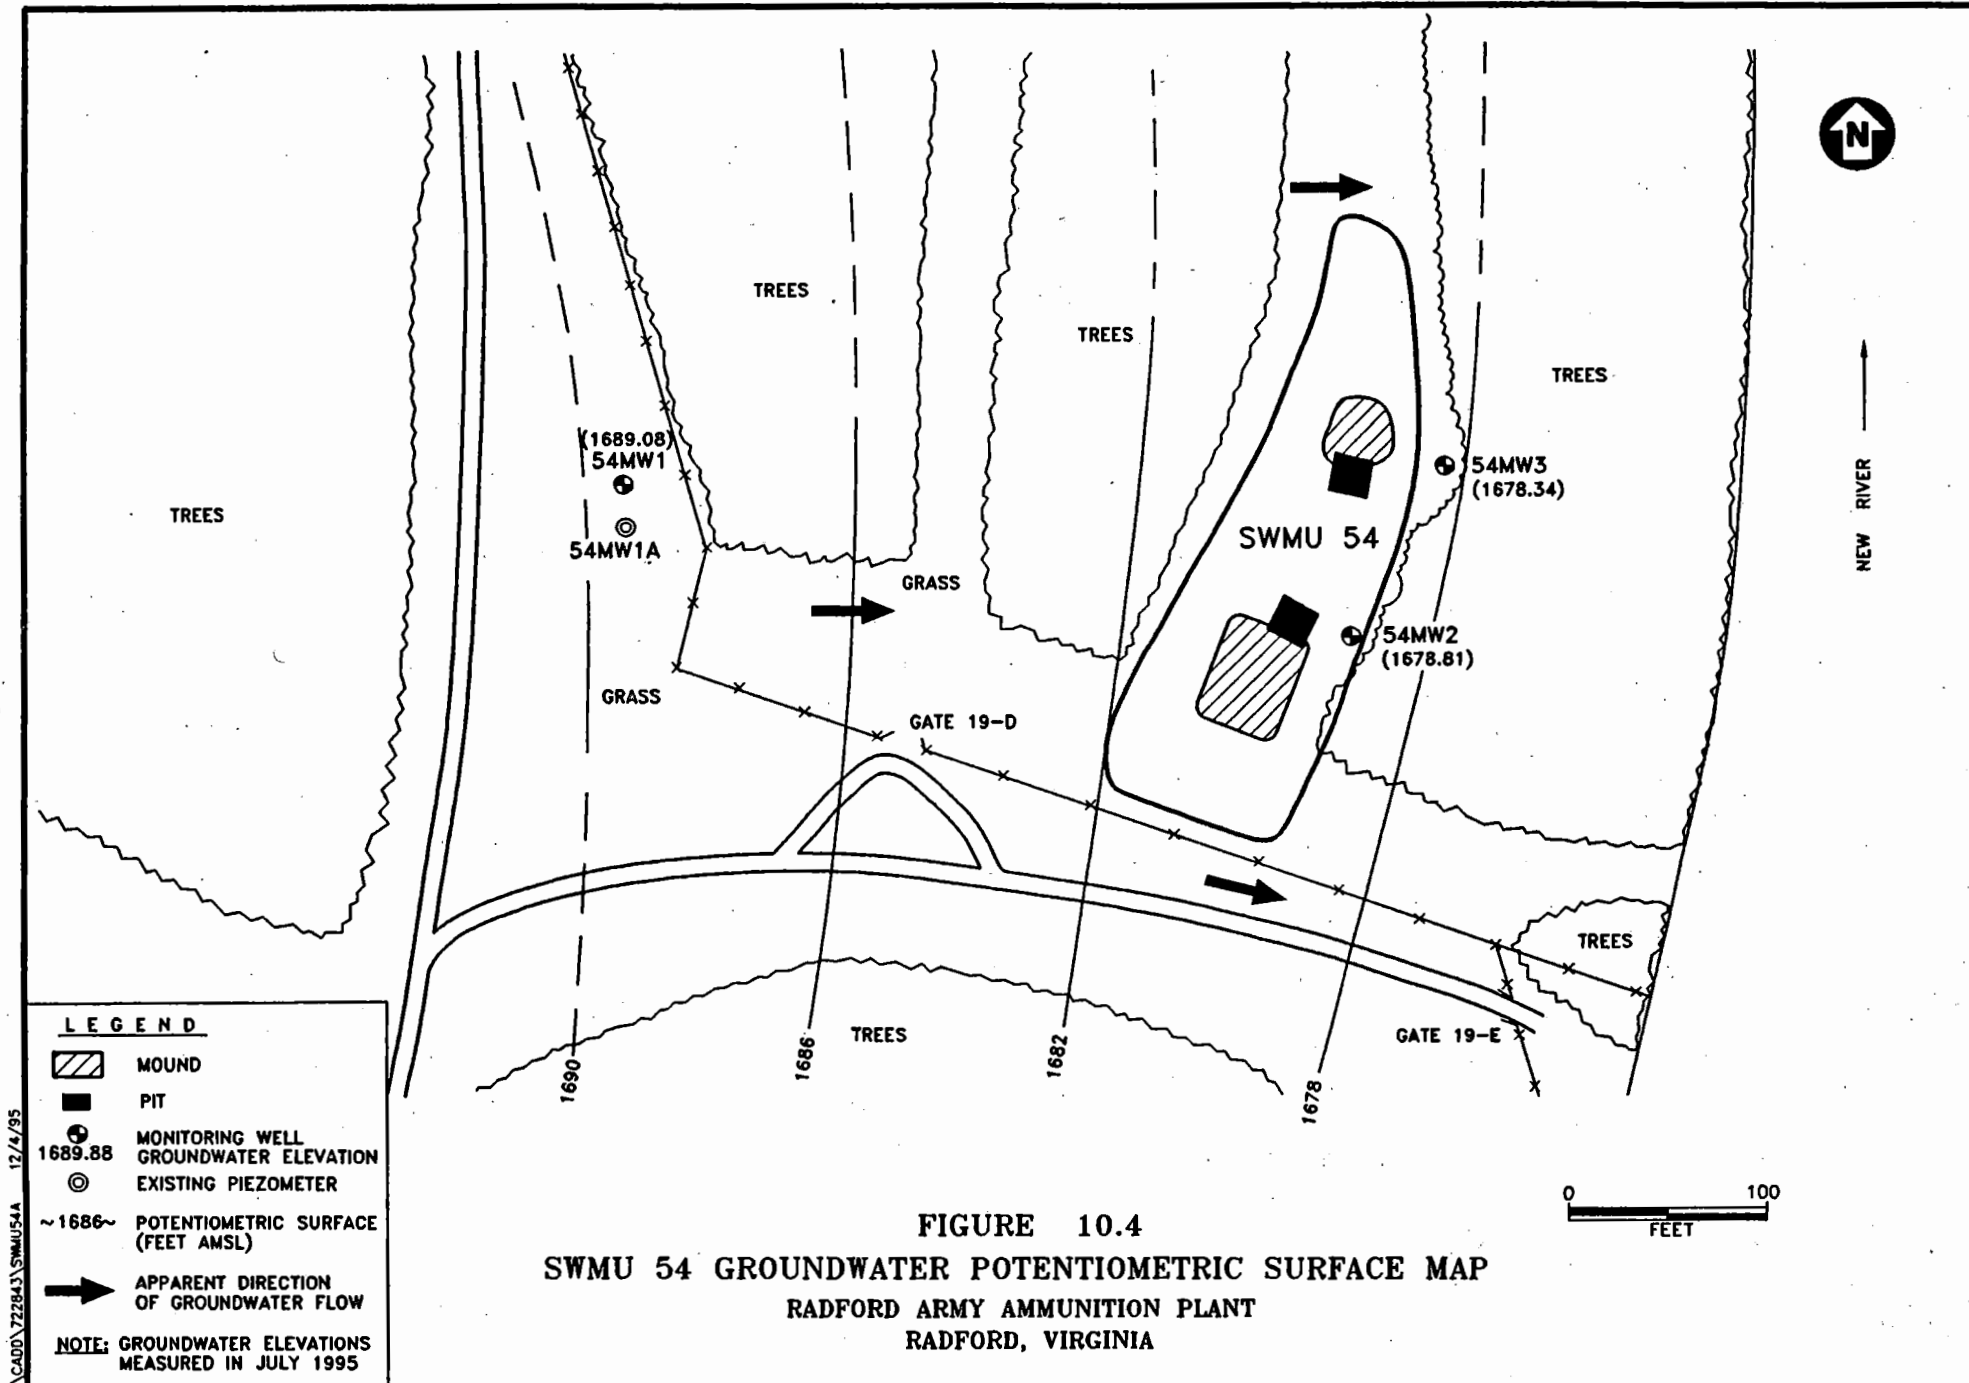 N
TREES
TREES
TREES
TREES
(1689.08)
54MW1
54MW1A
54MW3
(1678.34)
SWMU 54
NEW RIVER
GRASS
54MW2
(1678.81)
GRASS
GATE 19-D
TREES
TREES
GATE 19-E
1690
1686
1682
1678
LEGEND
MOUND
PIT
MONITORING WELL
1689.88 GROUNDWATER ELEVATION
EXISTING PIEZOMETER
~1686~ POTENTIOMETRIC SURFACE
(FEET AMSL)
APPARENT DIRECTION
OF GROUNDWATER FLOW
NOTE: GROUNDWATER ELEVATIONS
MEASURED IN JULY 1995
0 100
FEET
FIGURE 10.4
SWMU 54 GROUNDWATER POTENTIOMETRIC SURFACE MAP
RADFORD ARMY AMMUNITION PLANT
RADFORD, VIRGINIA
\CADD\722843\SWMU54A 12/4/95